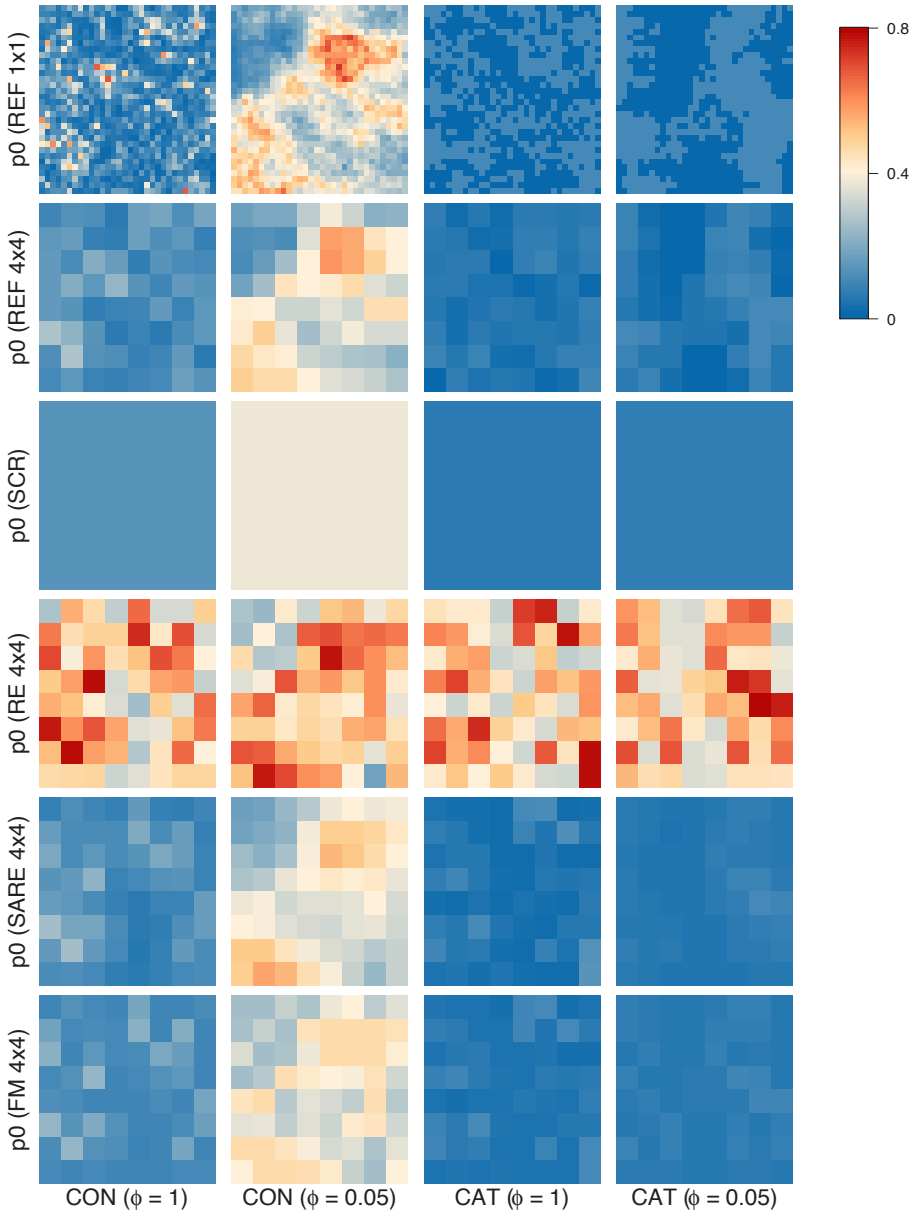 p0 (REF 1x1)
0.8
0.4
0
p0 (REF 4x4)
p0 (SCR)
p0 (RE 4x4)
p0 (SARE 4x4)
p0 (FM 4x4)
CON (ϕ = 1)
CON (ϕ = 0.05)
CAT (ϕ = 1)
CAT (ϕ = 0.05)